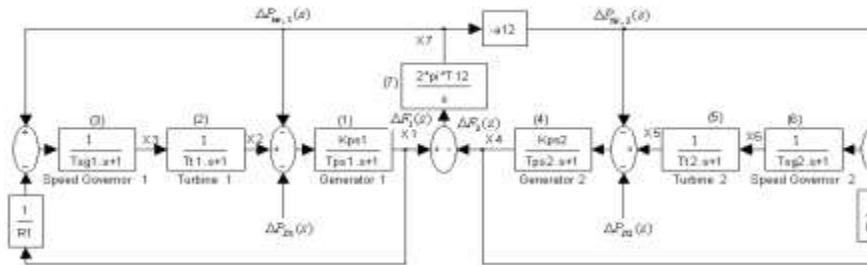 ΔP_tie,1(s)
ΔP_tie,2(s)
X7
-a12
(7)
2*pi*T 12
s
(3)
(2)
(1)
ΔF₁(s)
ΔF₂(s)
(4)
(5)
(6)
1
Tsg1.s+1
X3
1
Tt1.s+1
X2
Kps1
Tps1.s+1
X1
X4
Kps2
Tps2.s+1
X5
1
Tt2.s+1
X6
1
Tsg2.s+1
Speed Governor 1
Turbine 1
Generator 1
Generator 2
Turbine 2
Speed Governor 2
1
R1
ΔP_D1(s)
ΔP_D2(s)